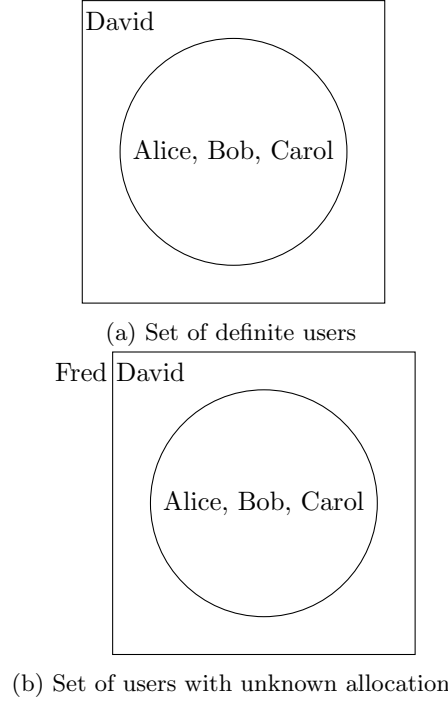 David
Alice, Bob, Carol
(a) Set of definite users
Fred David
Alice, Bob, Carol
(b) Set of users with unknown allocation